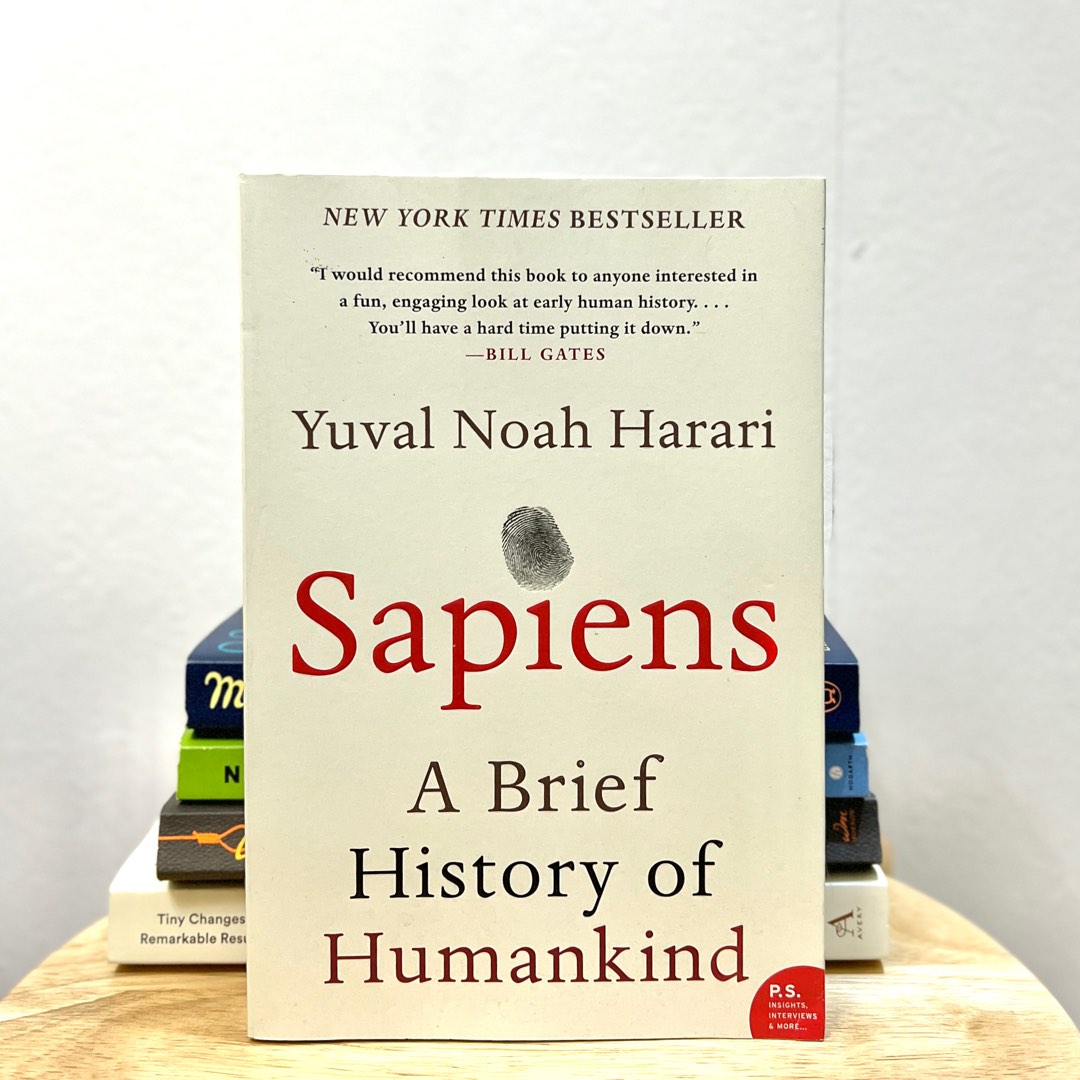 NEW YORK TIMES BESTSELLER
“I would recommend this book to anyone interested in
a fun, engaging look at early human history. . . .
You’ll have a hard time putting it down.”
—BILL GATES
Yuval Noah Harari
Sapiens
A Brief
History of
Humankind
P.S.
INSIGHTS,
INTERVIEWS
& MORE...
N
Tiny Changes
Remarkable Resu
HOGARTH
A
AVERY